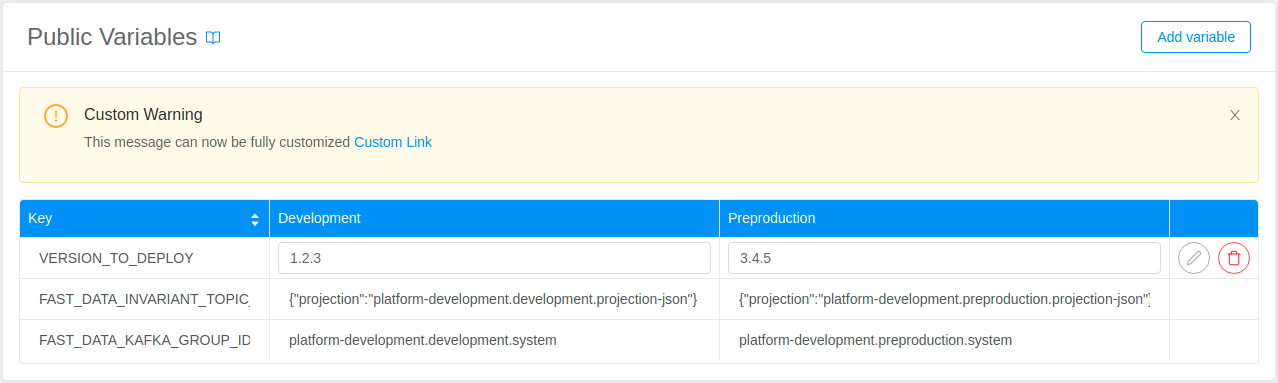 Public Variables
Add variable
Custom Warning
This message can now be fully customized Custom Link
Key Development Preproduction
VERSION_TO_DEPLOY 1.2.3 3.4.5
FAST_DATA_INVARIANT_TOPIC_ {"projection":"platform-development.development.projection-json"} {"projection":"platform-development.preproduction.projection-json"}
FAST_DATA_KAFKA_GROUP_ID platform-development.development.system platform-development.preproduction.system